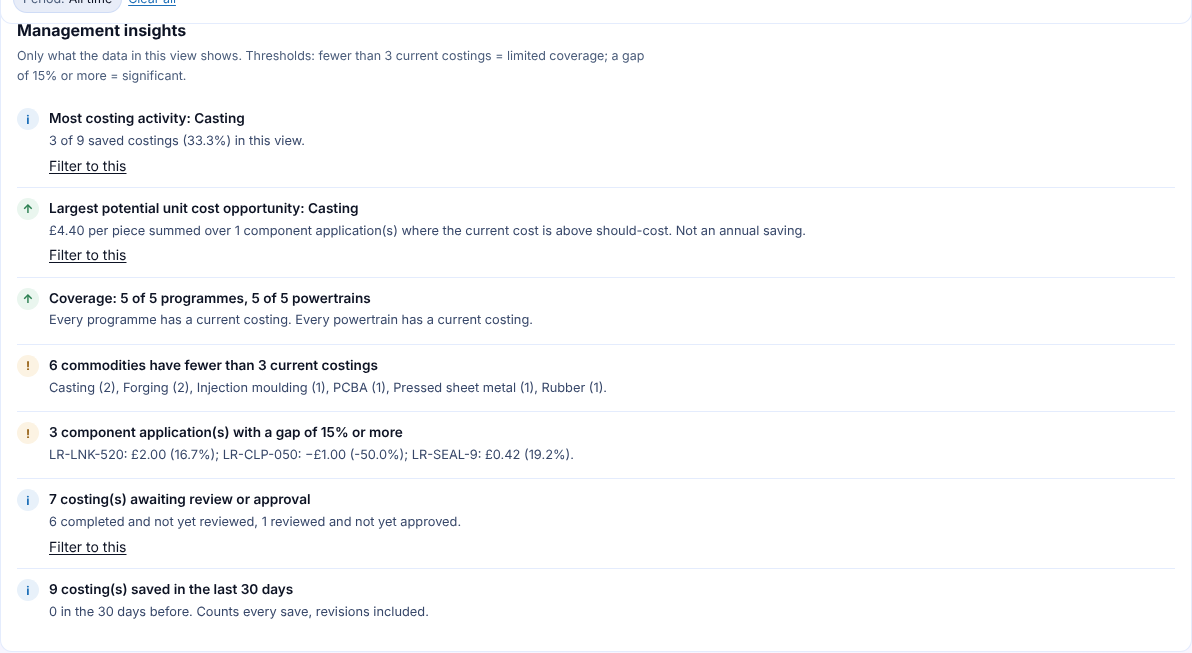 Period: All time Clear all
Management insights
Only what the data in this view shows. Thresholds: fewer than 3 current costings = limited coverage; a gap
of 15% or more = significant.
i Most costing activity: Casting
3 of 9 saved costings (33.3%) in this view.
Filter to this
↑ Largest potential unit cost opportunity: Casting
£4.40 per piece summed over 1 component application(s) where the current cost is above should-cost. Not an annual saving.
Filter to this
↑ Coverage: 5 of 5 programmes, 5 of 5 powertrains
Every programme has a current costing. Every powertrain has a current costing.
! 6 commodities have fewer than 3 current costings
Casting (2), Forging (2), Injection moulding (1), PCBA (1), Pressed sheet metal (1), Rubber (1).
! 3 component application(s) with a gap of 15% or more
LR-LNK-520: £2.00 (16.7%); LR-CLP-050: −£1.00 (-50.0%); LR-SEAL-9: £0.42 (19.2%).
i 7 costing(s) awaiting review or approval
6 completed and not yet reviewed, 1 reviewed and not yet approved.
Filter to this
i 9 costing(s) saved in the last 30 days
0 in the 30 days before. Counts every save, revisions included.